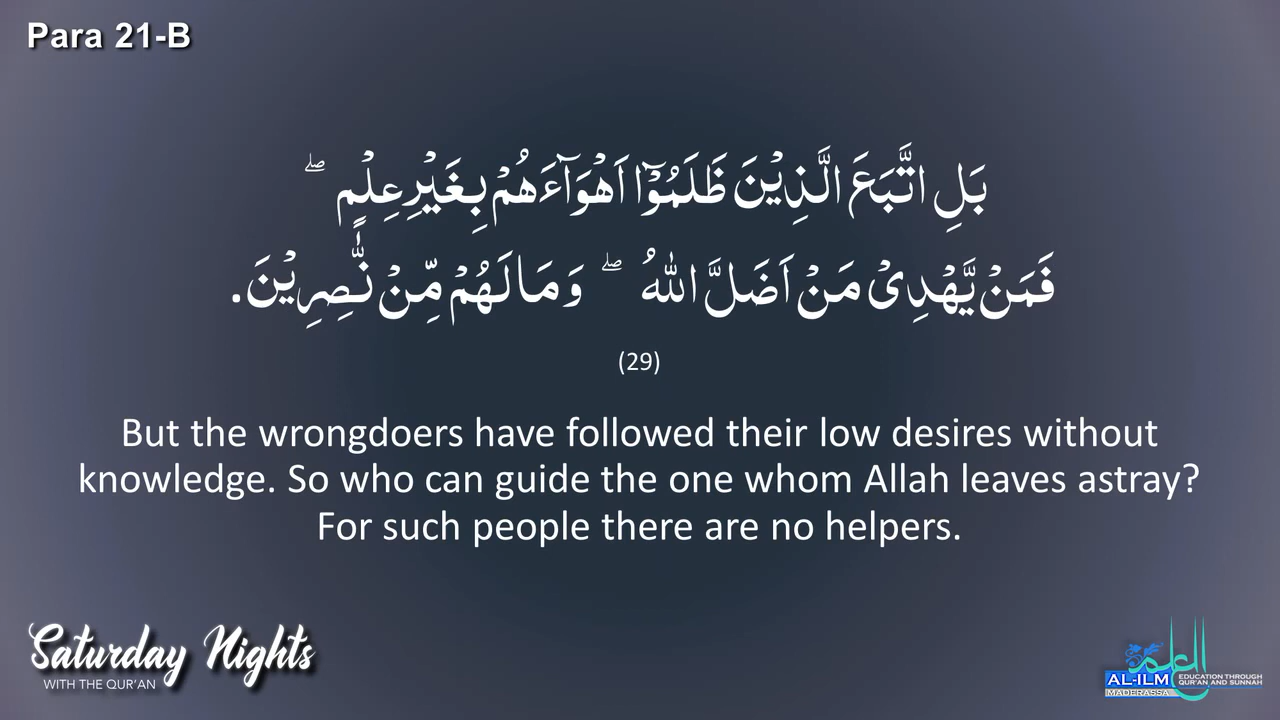 Para 21-B
بَلِ اتَّبَعَ الَّذِيْنَ ظَلَمُوْۤا اَهْوَآءَهُمْ بِغَيْرِ عِلْمٍ ۖ
فَمَنْ يَّهْدِىْ مَنْ اَضَلَّ اللّٰهُ ۖ وَمَا لَهُمْ مِّنْ نّٰصِرِيْنَ.
(29)
But the wrongdoers have followed their low desires without
knowledge. So who can guide the one whom Allah leaves astray?
For such people there are no helpers.
Saturday Nights
WITH THE QUR'AN
العلم
AL-ILM
MADERASSA
EDUCATION THROUGH
QUR'AN AND SUNNAH